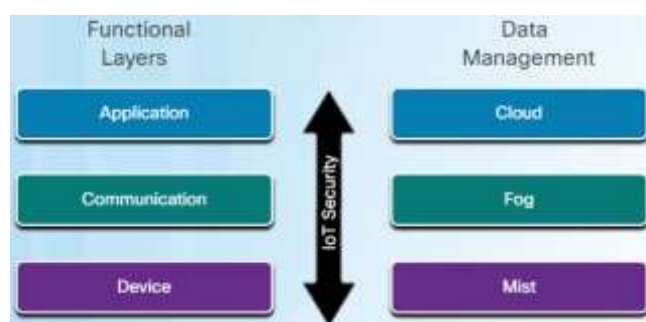 Functional
Layers
Data
Management
Application
Cloud
IoT Security
Communication
Fog
Device
Mist